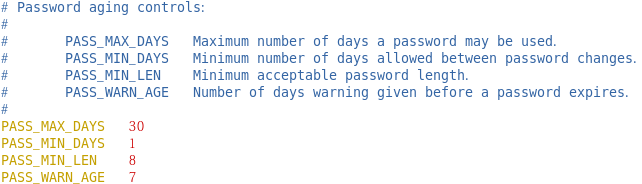 # Password aging controls:
#
#       PASS_MAX_DAYS   Maximum number of days a password may be used.
#       PASS_MIN_DAYS   Minimum number of days allowed between password changes.
#       PASS_MIN_LEN    Minimum acceptable password length.
#       PASS_WARN_AGE   Number of days warning given before a password expires.
#
PASS_MAX_DAYS   30
PASS_MIN_DAYS   1
PASS_MIN_LEN    8
PASS_WARN_AGE   7